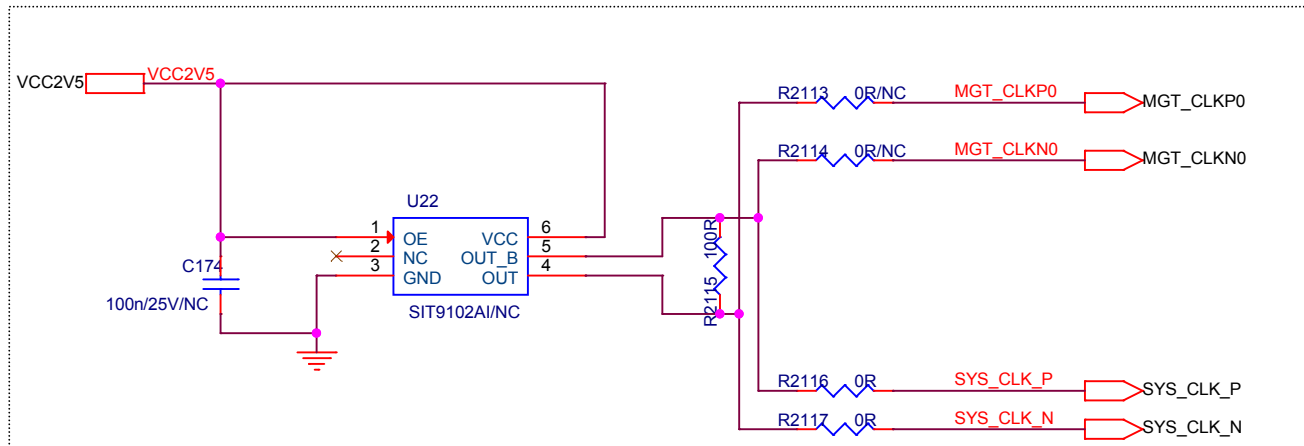 VCC2V5 VCC2V5
R2113 0R/NC MGT_CLKP0 MGT_CLKP0
R2114 0R/NC MGT_CLKN0 MGT_CLKN0
U22
1 OE VCC 6
2 NC OUT_B 5
3 GND OUT 4
SIT9102AI/NC
C174
100n/25V/NC
R2115 100R
R2116 0R SYS_CLK_P SYS_CLK_P
R2117 0R SYS_CLK_N SYS_CLK_N